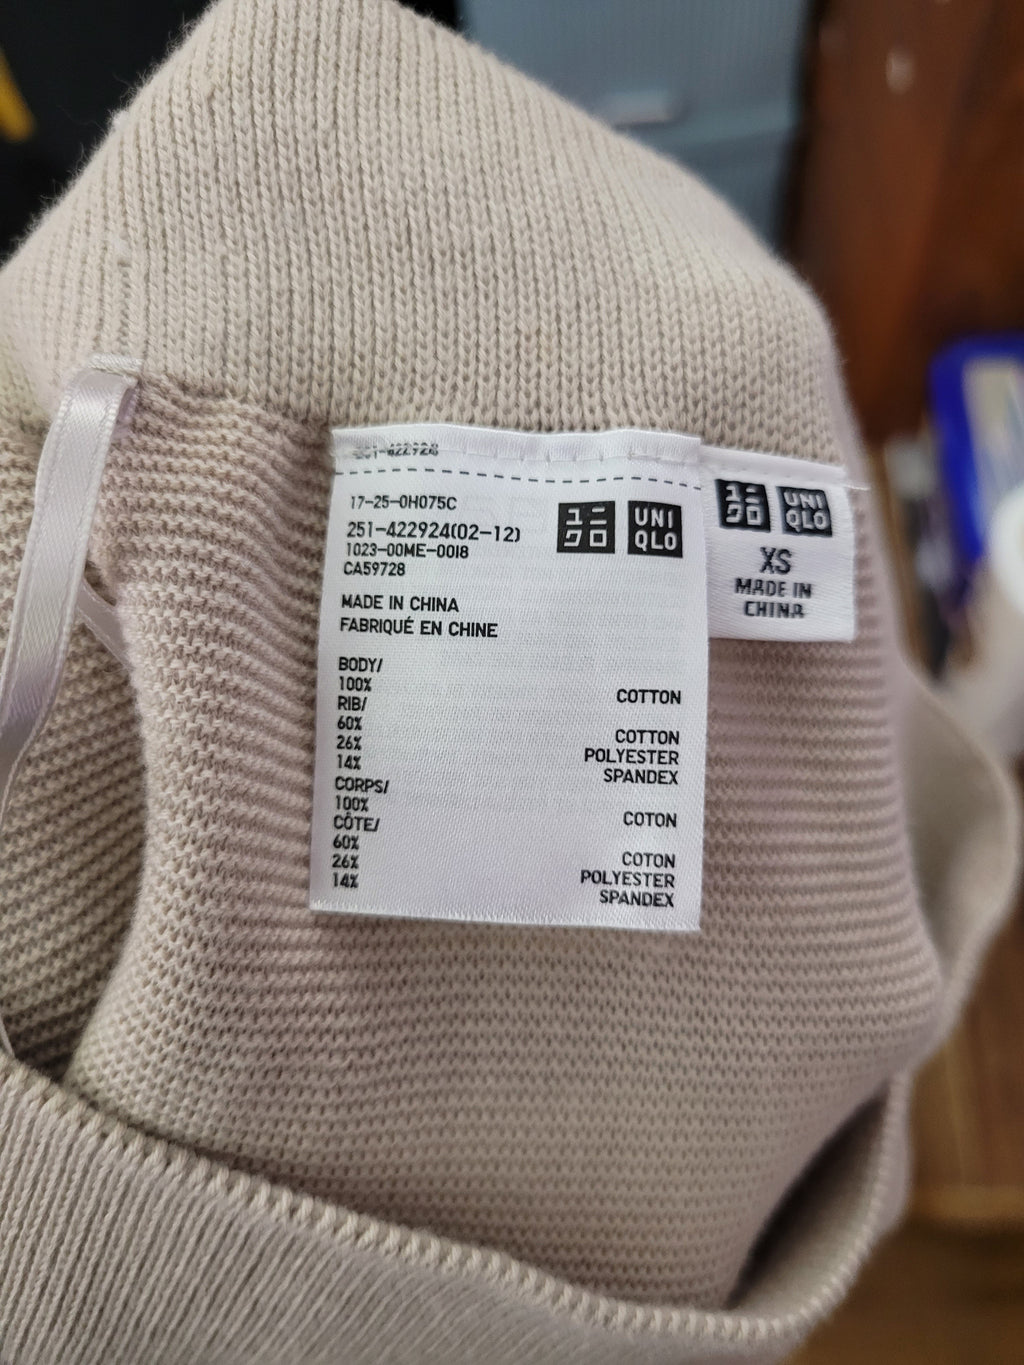 17-25-0H075C
251-422924(02-12)
1023-00ME-0018
CA59728
ユニ
クロ
UNI
QLO
MADE IN CHINA
FABRIQUÉ EN CHINE
BODY/
100% COTTON
RIB/
60% COTTON
26% POLYESTER
14% SPANDEX
CORPS/
100% COTON
CÔTE/
60% COTON
26% POLYESTER
14% SPANDEX
ユニ
クロ
UNI
QLO
XS
MADE IN
CHINA